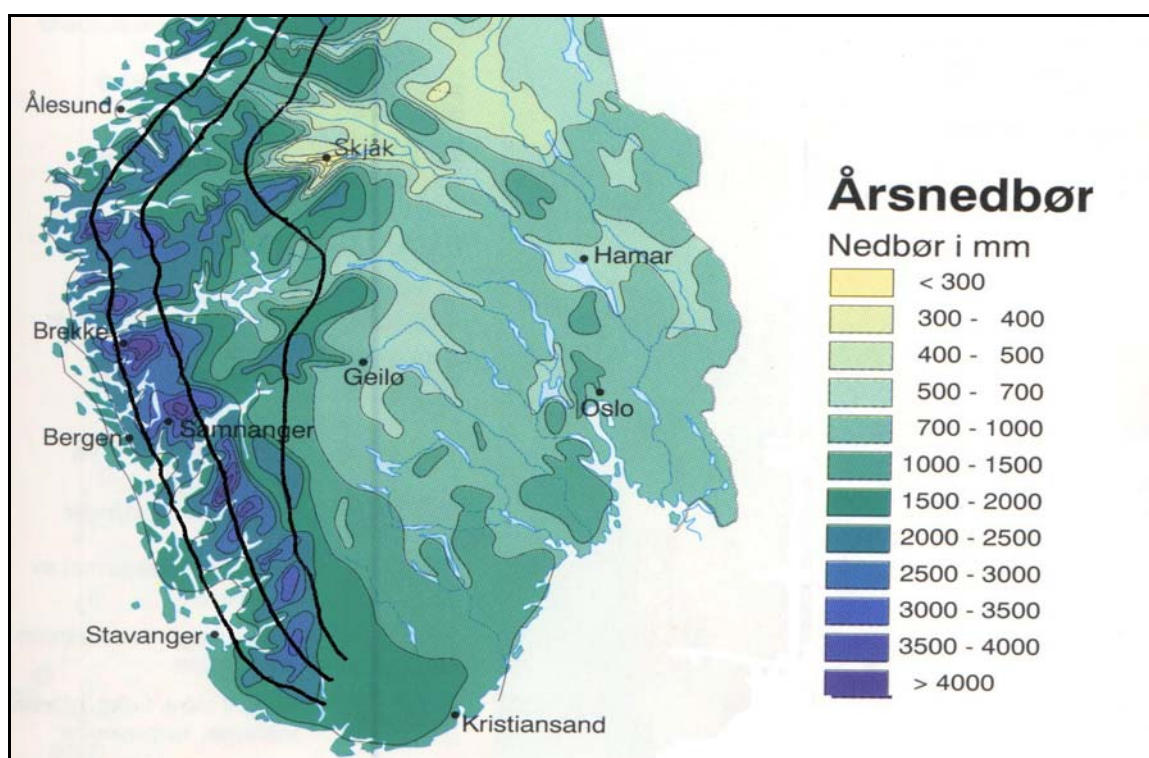 Ålesund
Skjåk
Hamar
Brekke
Geilo
Oslo
Bergen
Samnanger
Stavanger
Kristiansand
Årsnedbør
Nedbør i mm
< 300
300 - 400
400 - 500
500 - 700
700 - 1000
1000 - 1500
1500 - 2000
2000 - 2500
2500 - 3000
3000 - 3500
3500 - 4000
> 4000